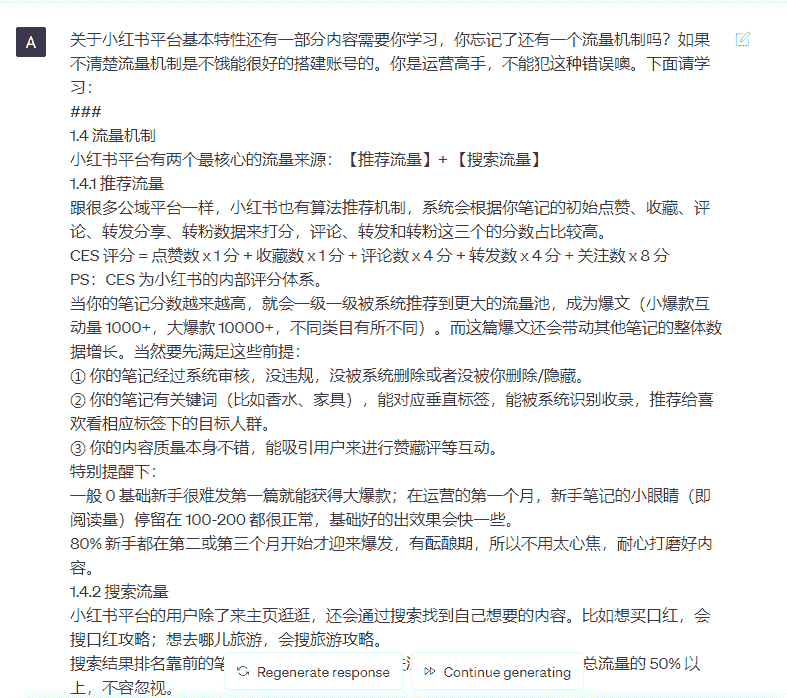 A
关于小红书平台基本特性还有一部分内容需要你学习，你忘记了还有一个流量机制吗？如果
不清楚流量机制是不饿能很好的搭建账号的。你是运营高手，不能犯这种错误噢。下面请学
习：
###
1.4 流量机制
小红书平台有两个最核心的流量来源：【推荐流量】+ 【搜索流量】
1.4.1 推荐流量
跟很多公域平台一样，小红书也有算法推荐机制，系统会根据你笔记的初始点赞、收藏、评
论、转发分享、转粉数据来打分，评论、转发和转粉这三个的分数占比较高。
CES 评分 = 点赞数 x 1 分 + 收藏数 x 1 分 + 评论数 x 4 分 + 转发数 x 4 分 + 关注数 x 8 分
PS：CES 为小红书的内部评分体系。
当你的笔记分数越来越高，就会一级一级被系统推荐到更大的流量池，成为爆文（小爆款互
动量 1000+，大爆款 10000+，不同类目有所不同）。而这篇爆文还会带动其他笔记的整体数
据增长。当然要先满足这些前提：
① 你的笔记经过系统审核，没违规，没被系统删除或者没被你删除/隐藏。
② 你的笔记有关键词（比如香水、家具），能对应垂直标签，能被系统识别收录，推荐给喜
欢看相应标签下的目标人群。
③ 你的内容质量本身不错，能吸引用户来进行赞藏评等互动。
特别提醒下：
一般 0 基础新手很难发第一篇就能获得大爆款；在运营的第一个月，新手笔记的小眼睛（即
阅读量）停留在 100-200 都很正常，基础好的出效果会快一些。
80% 新手都在第二或第三个月开始才迎来爆发，有酝酿期，所以不用太心焦，耐心打磨好内
容。
1.4.2 搜索流量
小红书平台的用户除了来主页逛逛，还会通过搜索找到自己想要的内容。比如想买口红，会
搜口红攻略；想去哪儿旅游，会搜旅游攻略。
搜索结果排名靠前的笔 总流量的 50% 以
上，不容忽视。
Regenerate response
Continue generating